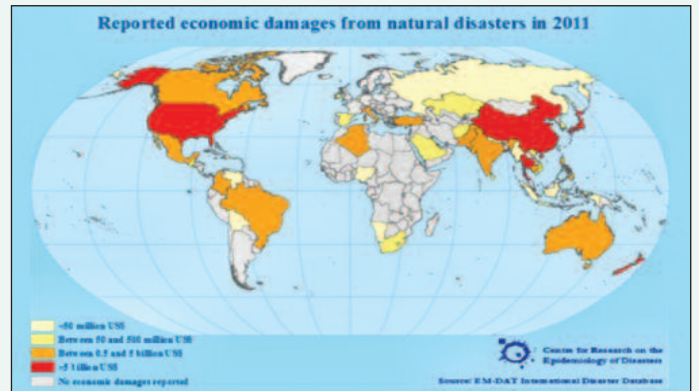 Reported economic damages from natural disasters in 2011
<50 million US$
Between 50 and 500 million US$
Between 0.5 and 5 billion US$
>5 billion US$
No economic damages reported
Centre for Research on the
Epidemiology of Disasters
Source: EM-DAT International Disaster Database